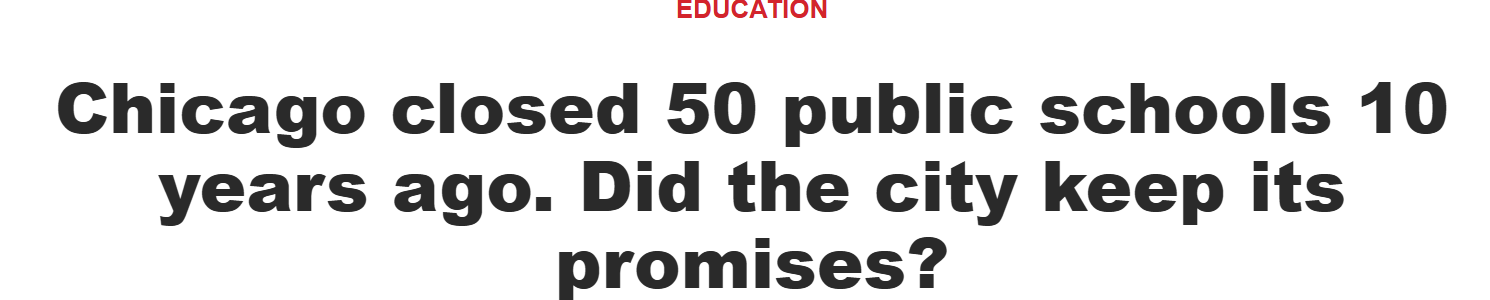 EDUCATION
Chicago closed 50 public schools 10
years ago. Did the city keep its
promises?